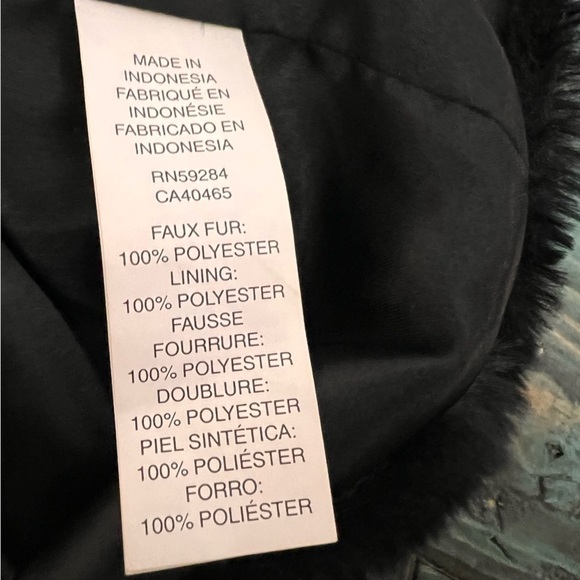 MADE IN
INDONESIA
FABRIQUÉ EN
INDONÉSIE
FABRICADO EN
INDONESIA
RN59284
CA40465
FAUX FUR:
100% POLYESTER
LINING:
100% POLYESTER
FAUSSE
FOURRURE:
100% POLYESTER
DOUBLURE:
100% POLYESTER
PIEL SINTÉTICA:
100% POLIÉSTER
FORRO:
100% POLIÉSTER